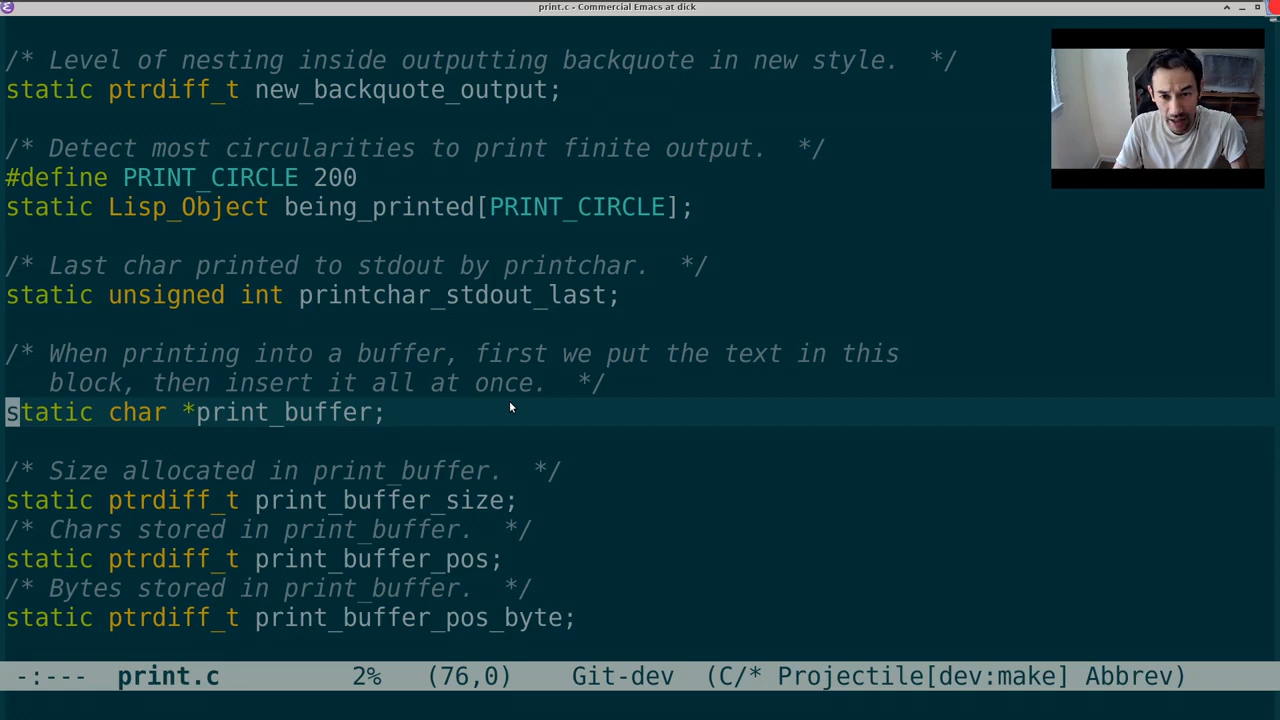 print.c - Commercial Emacs at dick
/* Level of nesting inside outputting backquote in new style.  */
static ptrdiff_t new_backquote_output;
/* Detect most circularities to print finite output.  */
#define PRINT_CIRCLE 200
static Lisp_Object being_printed[PRINT_CIRCLE];
/* Last char printed to stdout by printchar.  */
static unsigned int printchar_stdout_last;
/* When printing into a buffer, first we put the text in this
   block, then insert it all at once.  */
static char *print_buffer;
/* Size allocated in print_buffer.  */
static ptrdiff_t print_buffer_size;
/* Chars stored in print_buffer.  */
static ptrdiff_t print_buffer_pos;
/* Bytes stored in print_buffer.  */
static ptrdiff_t print_buffer_pos_byte;
-:---  print.c         2%   (76,0)    Git-dev  (C/* Projectile[dev:make] Abbrev)